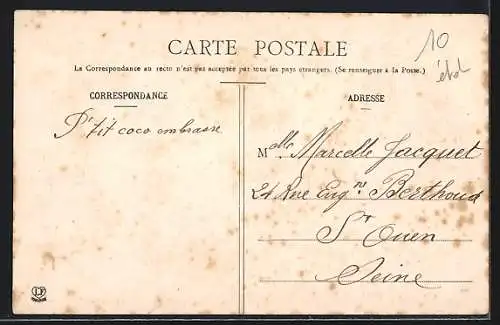 CARTE POSTALE
10
La Correspondance au recto n'est pas acceptée par tous les pays étrangers. (Se renseigner à la Poste.)
CORRESPONDANCE
ADRESSE
P'tit coco embrasse
Melle Marcelle Jacquet
24 Rue Eugne Berthoud
St Ouen
Seine